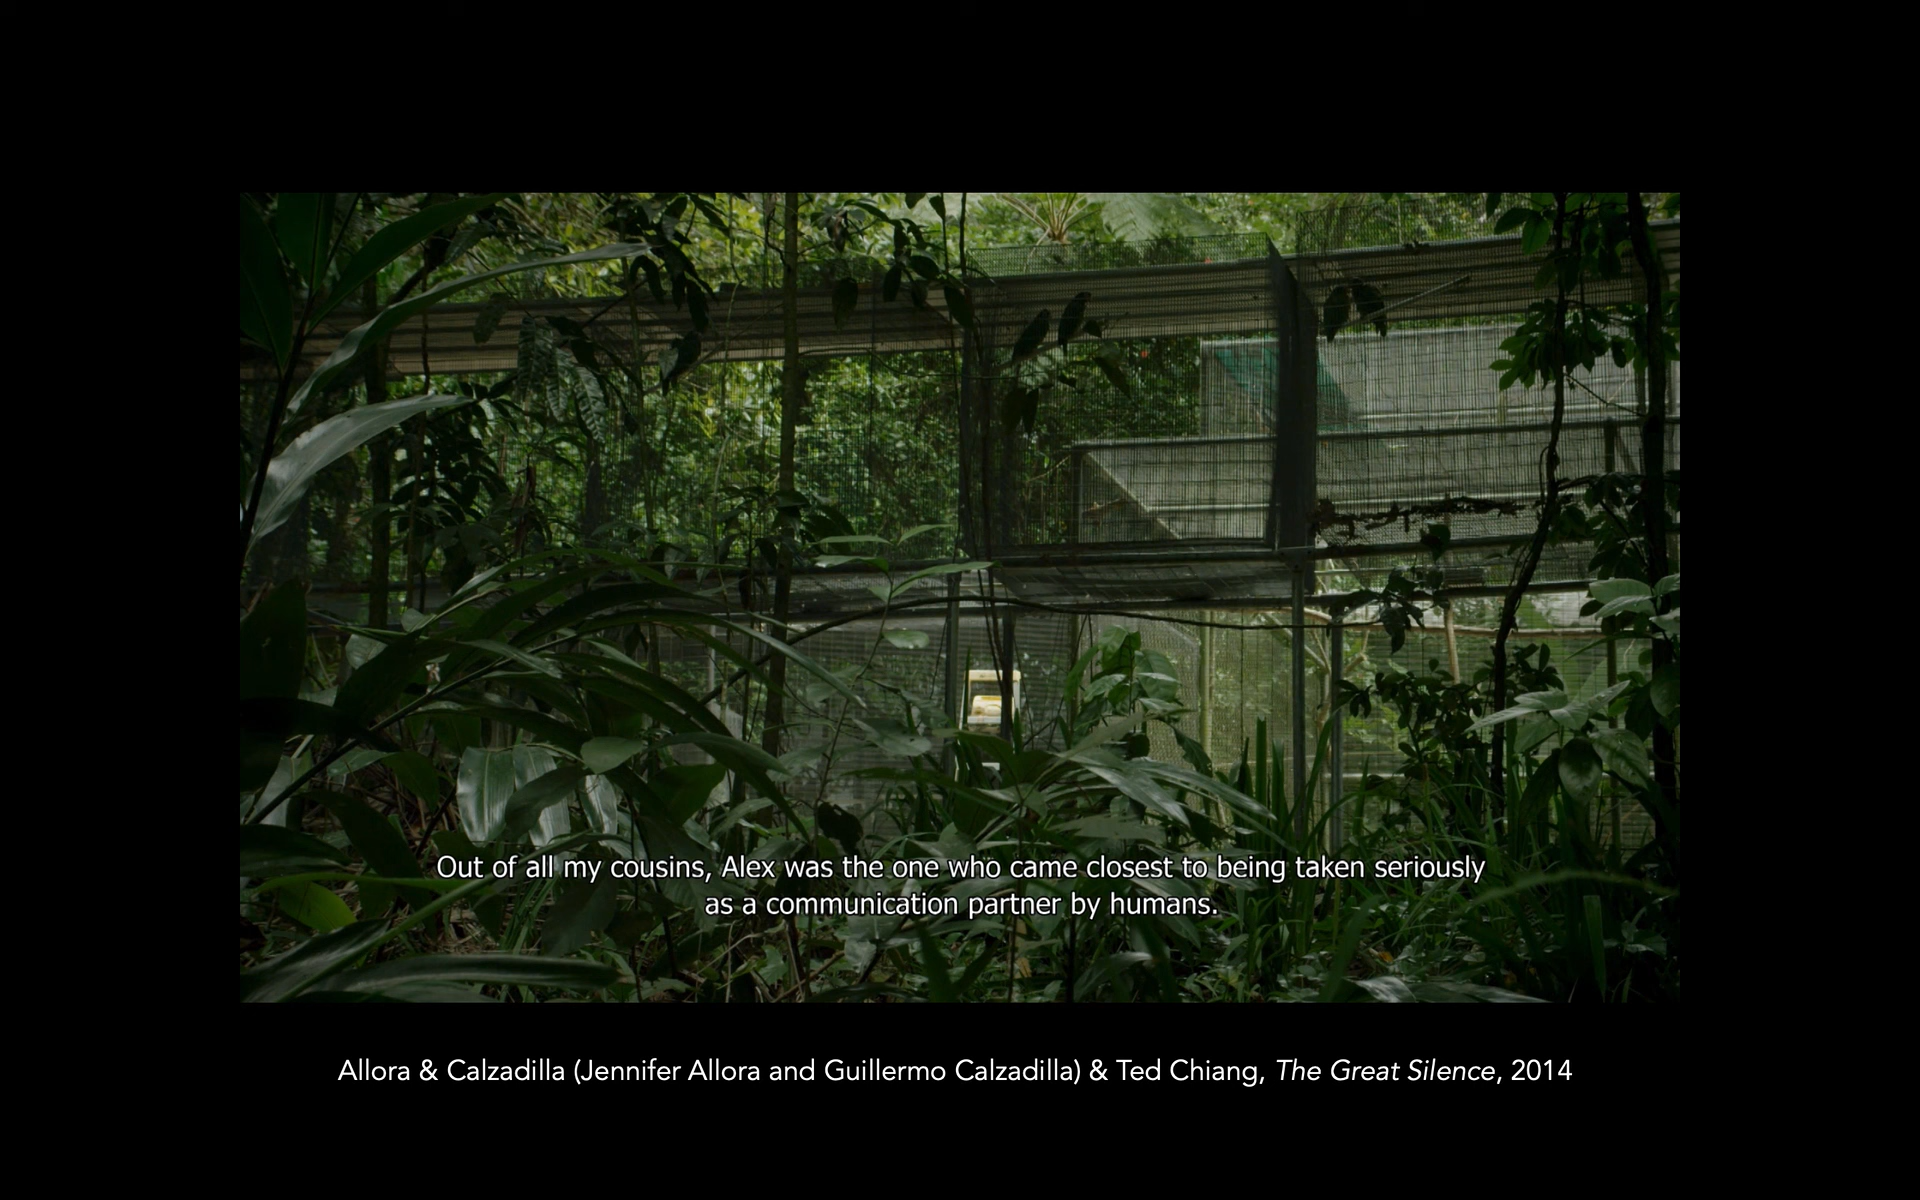 Out of all my cousins, Alex was the one who came closest to being taken seriously
as a communication partner by humans.
Allora & Calzadilla (Jennifer Allora and Guillermo Calzadilla) & Ted Chiang, The Great Silence, 2014